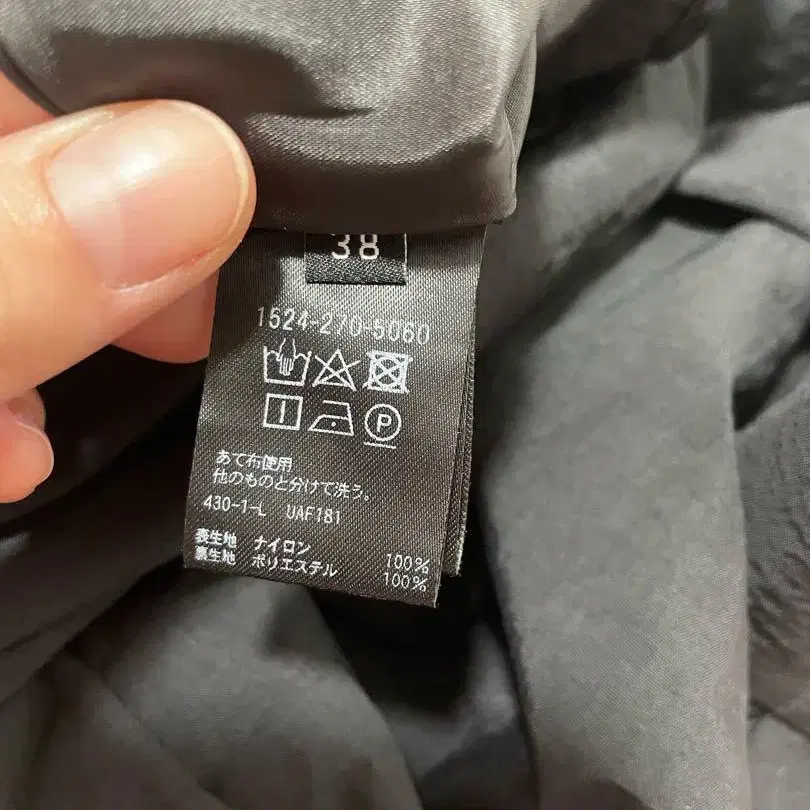 38
1524-270-5060
P
あて布使用
他のものと分けて洗う。
430-1-L UAF181
表生地 ナイロン 100%
裏生地 ポリエステル 100%